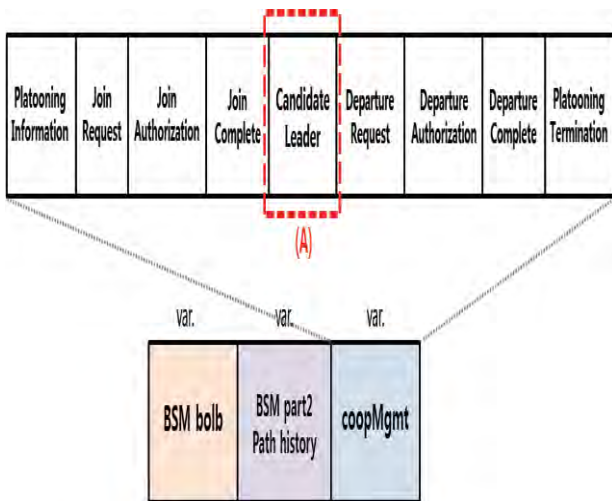 Platooning
Information
Join
Request
Join
Authorization
Join
Complete
Candidate
Leader
Departure
Request
Departure
Authorization
Departure
Complete
Platooning
Termination
(A)
var.
var.
var.
BSM bolb
BSM part2
Path history
coopMgmt